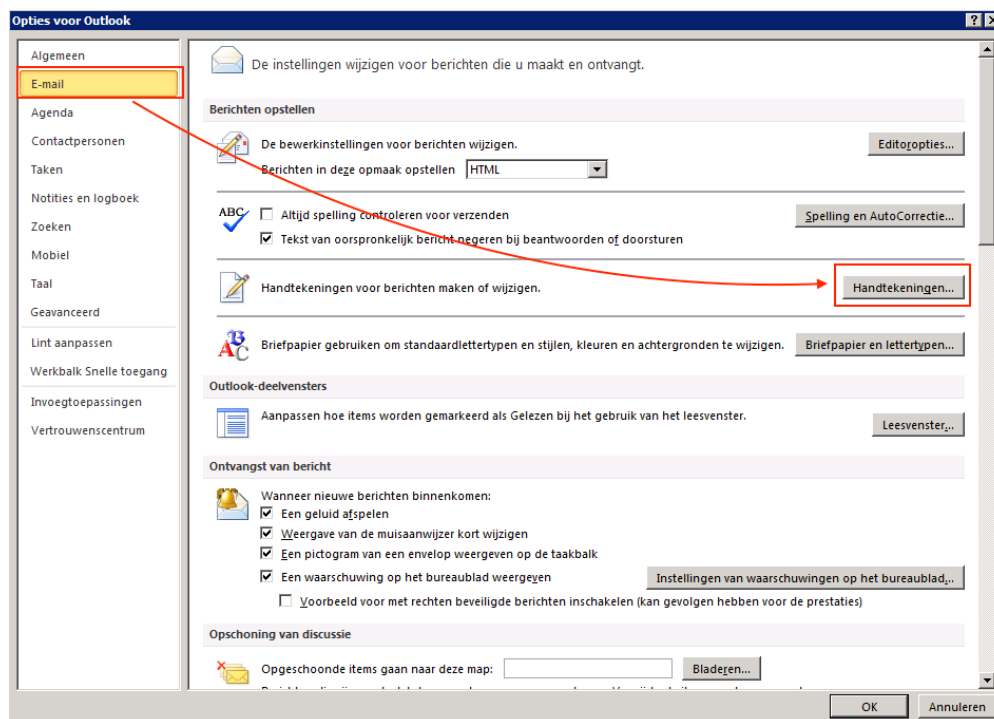 Opties voor Outlook
Algemeen
E-mail
Agenda
Contactpersonen
Taken
Notities en logboek
Zoeken
Mobiel
Taal
Geavanceerd
Lint aanpassen
Werkbalk Snelle toegang
Invoegtoepassingen
Vertrouwenscentrum
De instellingen wijzigen voor berichten die u maakt en ontvangt.
Berichten opstellen
De bewerkinstellingen voor berichten wijzigen.
Editoropties...
Berichten in deze opmaak opstellen HTML
ABC Altijd spelling controleren voor verzenden
Spelling en AutoCorrectie...
Tekst van oorspronkelijk bericht negeren bij beantwoorden of doorsturen
Handtekeningen voor berichten maken of wijzigen.
Handtekeningen...
Briefpapier gebruiken om standaardlettertypen en stijlen, kleuren en achtergronden te wijzigen.
Briefpapier en lettertypen...
Outlook-deelvensters
Aanpassen hoe items worden gemarkeerd als Gelezen bij het gebruik van het leesvenster.
Leesvenster...
Ontvangst van bericht
Wanneer nieuwe berichten binnenkomen:
Een geluid afspelen
Weergave van de muisaanwijzer kort wijzigen
Een pictogram van een envelop weergeven op de taakbalk
Een waarschuwing op het bureaublad weergeven
Instellingen van waarschuwingen op het bureaublad...
Voorbeeld voor met rechten beveiligde berichten inschakelen (kan gevolgen hebben voor de prestaties)
Opschoning van discussie
Opgeschoonde items gaan naar deze map:
Bladeren...
OK
Annuleren